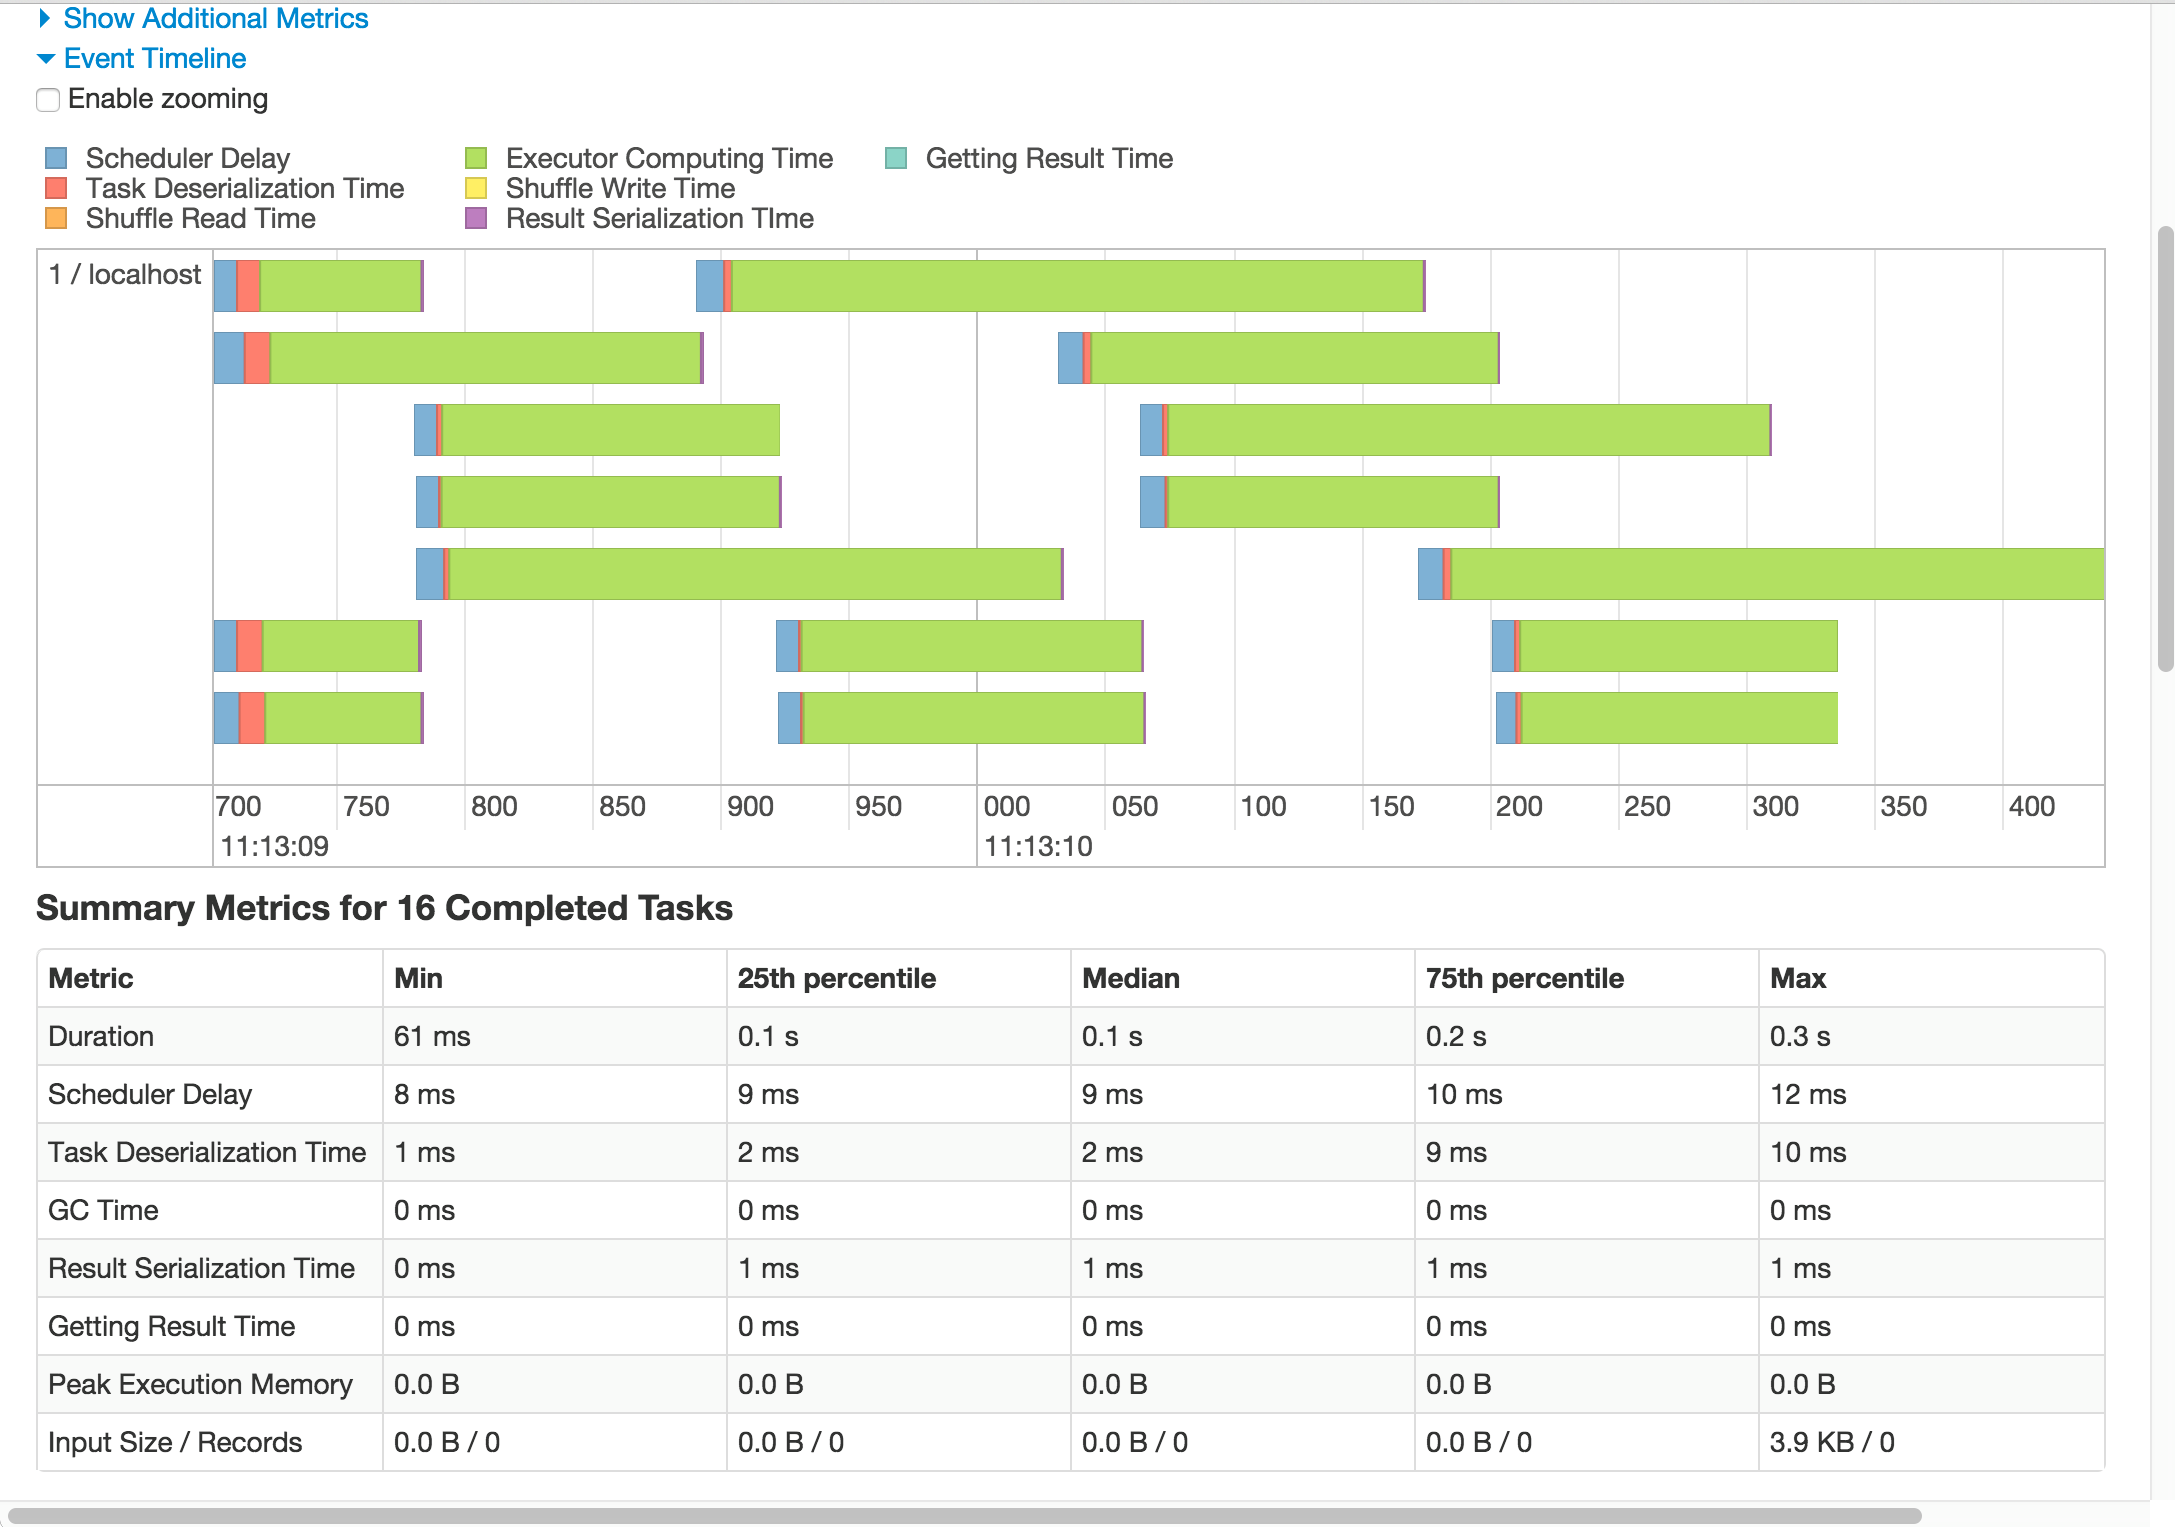 Show Additional Metrics
Event Timeline
Enable zooming
Scheduler Delay Executor Computing Time Getting Result Time
Task Deserialization Time Shuffle Write Time
Shuffle Read Time Result Serialization TIme
1 / localhost
700 750 800 850 900 950 000 050 100 150 200 250 300 350 400
11:13:09 11:13:10
Summary Metrics for 16 Completed Tasks
Metric Min 25th percentile Median 75th percentile Max
Duration 61 ms 0.1 s 0.1 s 0.2 s 0.3 s
Scheduler Delay 8 ms 9 ms 9 ms 10 ms 12 ms
Task Deserialization Time 1 ms 2 ms 2 ms 9 ms 10 ms
GC Time 0 ms 0 ms 0 ms 0 ms 0 ms
Result Serialization Time 0 ms 1 ms 1 ms 1 ms 1 ms
Getting Result Time 0 ms 0 ms 0 ms 0 ms 0 ms
Peak Execution Memory 0.0 B 0.0 B 0.0 B 0.0 B 0.0 B
Input Size / Records 0.0 B / 0 0.0 B / 0 0.0 B / 0 0.0 B / 0 3.9 KB / 0